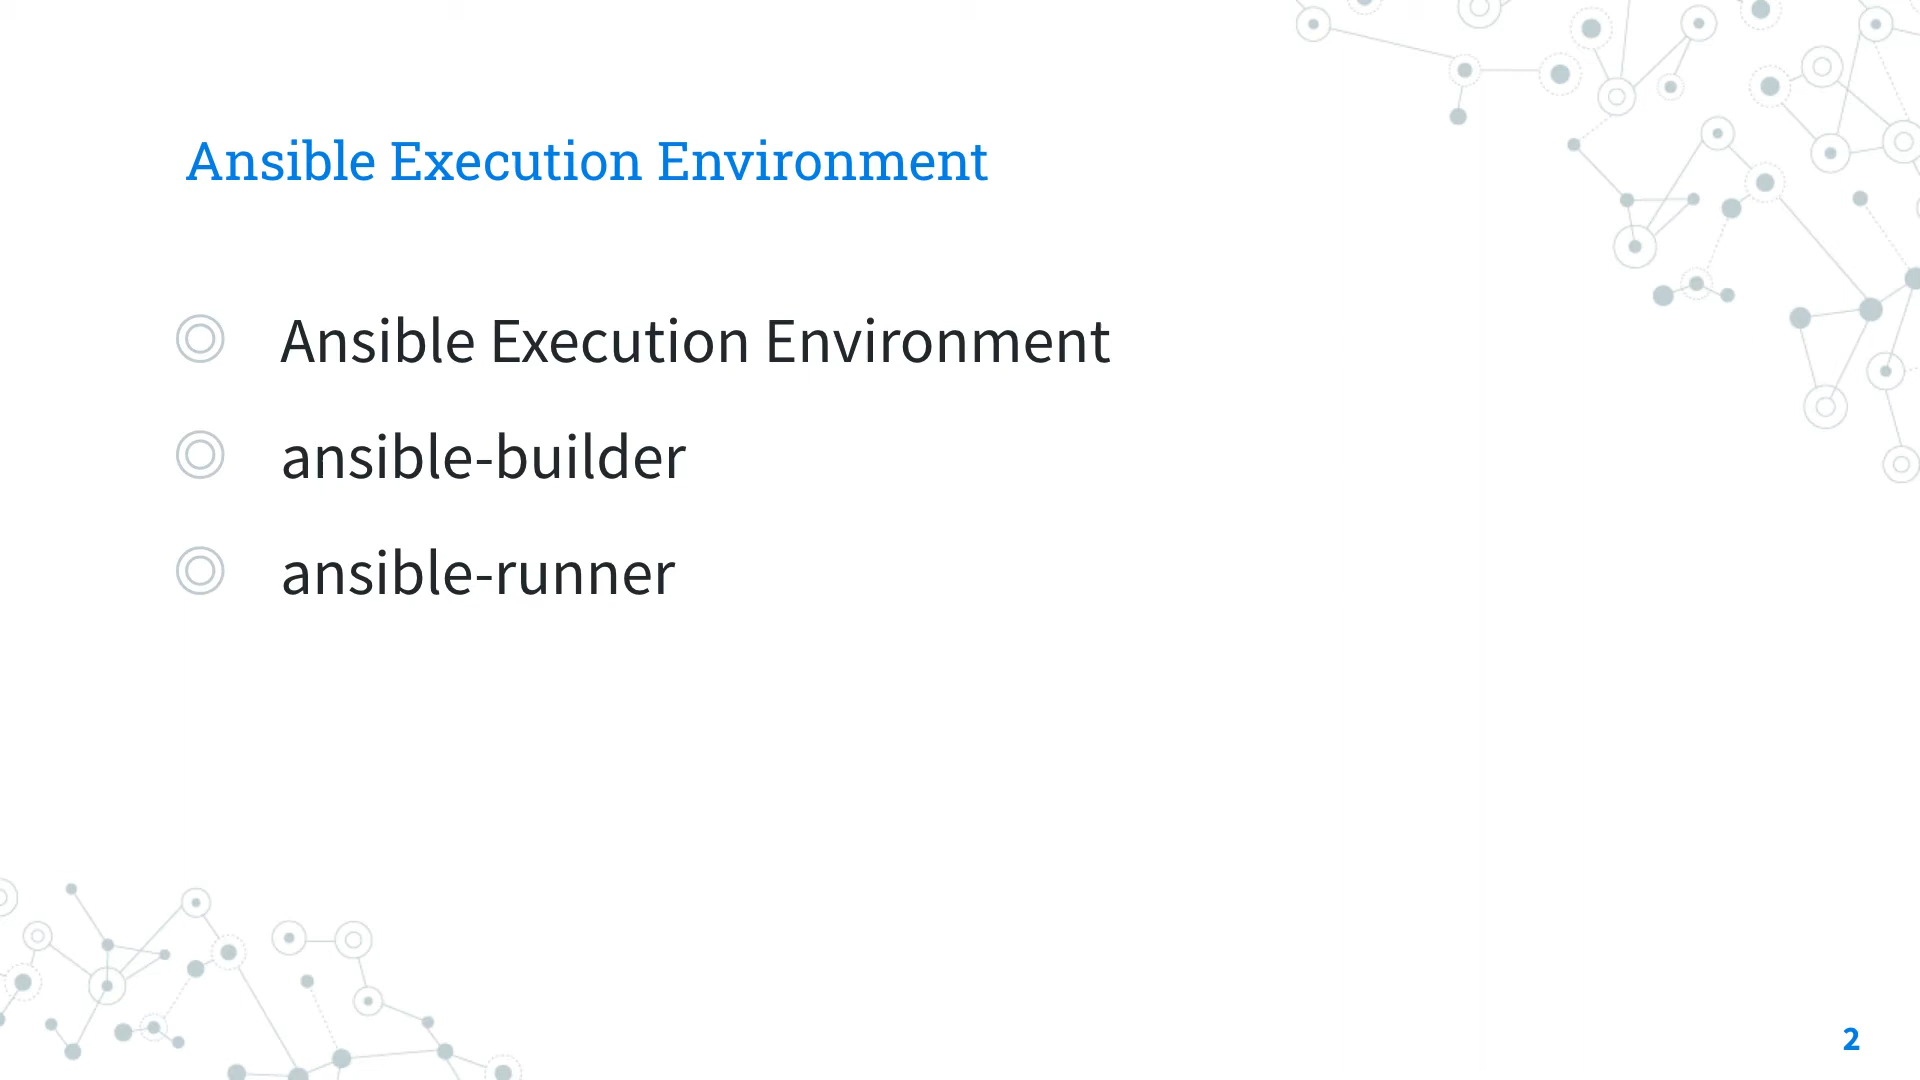 Ansible Execution Environment
Ansible Execution Environment
ansible-builder
ansible-runner
2